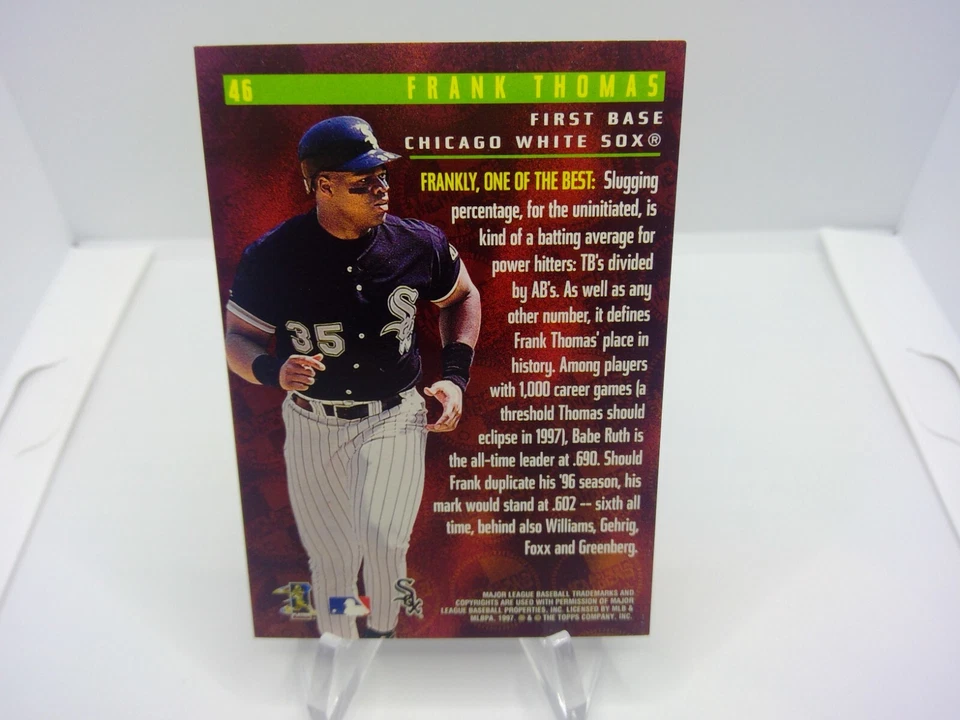 46
FRANK THOMAS
FIRST BASE
CHICAGO WHITE SOX®
FRANKLY, ONE OF THE BEST: Slugging
percentage, for the uninitiated, is
kind of a batting average for
power hitters: TB's divided
by AB's. As well as any
other number, it defines
Frank Thomas' place in
history. Among players
with 1,000 career games (a
threshold Thomas should
eclipse in 1997), Babe Ruth is
the all-time leader at .690. Should
Frank duplicate his '96 season, his
mark would stand at .602 -- sixth all
time, behind also Williams, Gehrig,
Foxx and Greenberg.
35
Sox
Sox
MAJOR LEAGUE BASEBALL TRADEMARKS AND
COPYRIGHTS ARE USED WITH PERMISSION OF MAJOR
LEAGUE BASEBALL PROPERTIES, INC. LICENSED BY MLB &
MLBPA. 1997. ® & © THE TOPPS COMPANY, INC.